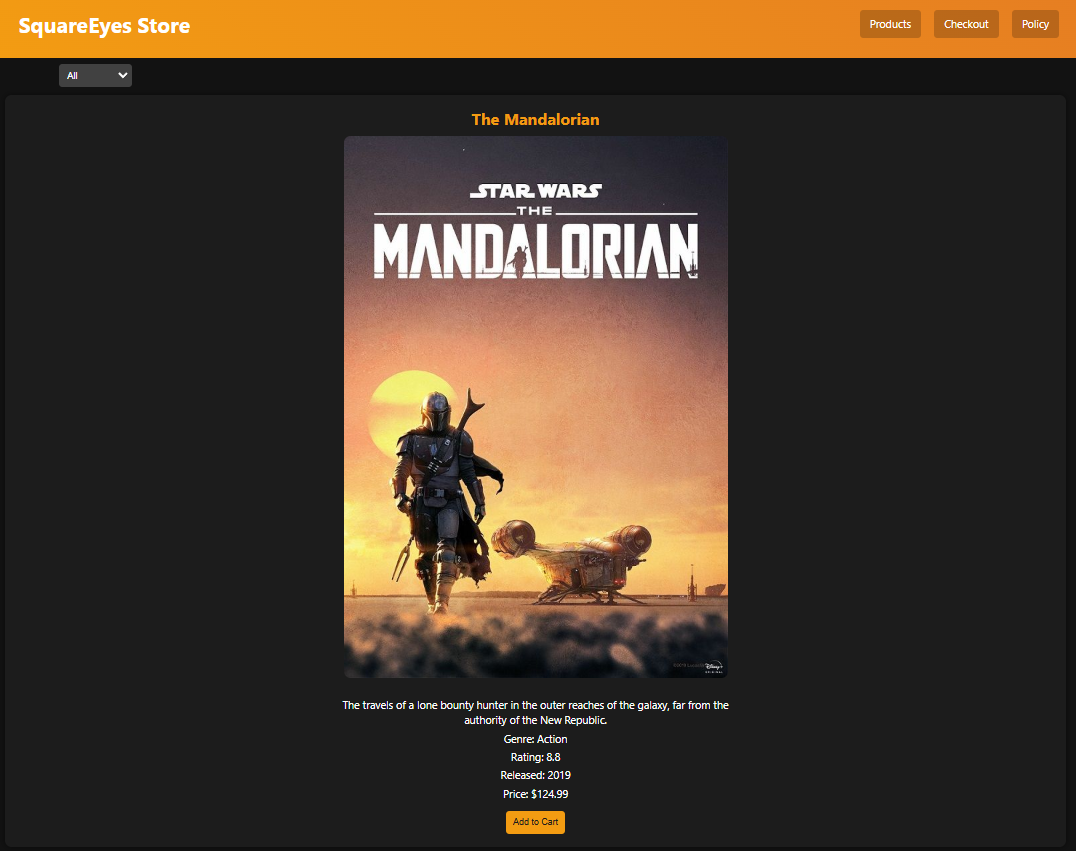 SquareEyes Store
Products
Checkout
Policy
All
The Mandalorian
STAR WARS
THE
MANDALORIAN
Disney+
ORIGINAL
The travels of a lone bounty hunter in the outer reaches of the galaxy, far from the
authority of the New Republic.
Genre: Action
Rating: 8.8
Released: 2019
Price: $124.99
Add to Cart